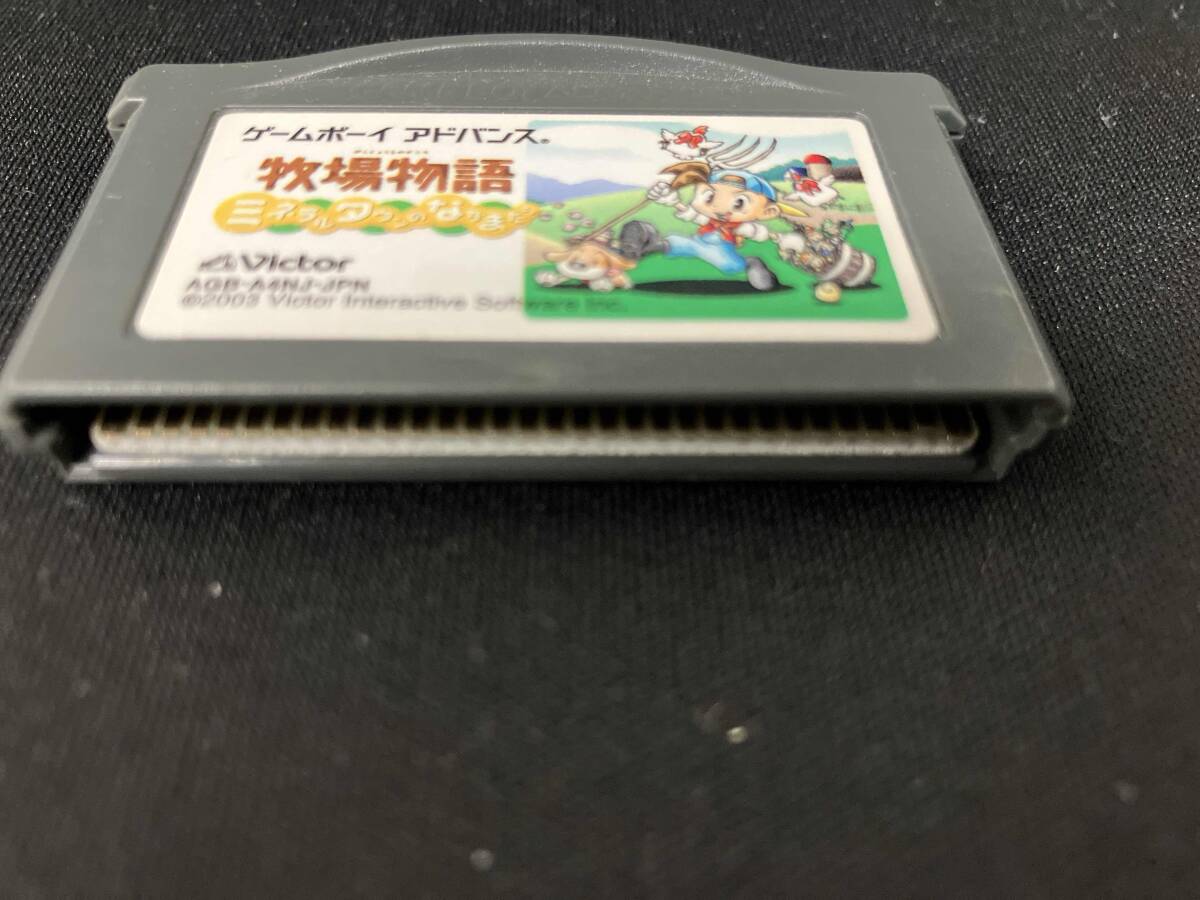 ゲームボーイ アドバンス®
牧場物語
ミネラルタウンのなかまたち
Victor
AGB-A4NJ-JPN
©2003 Victor Interactive Software Inc.